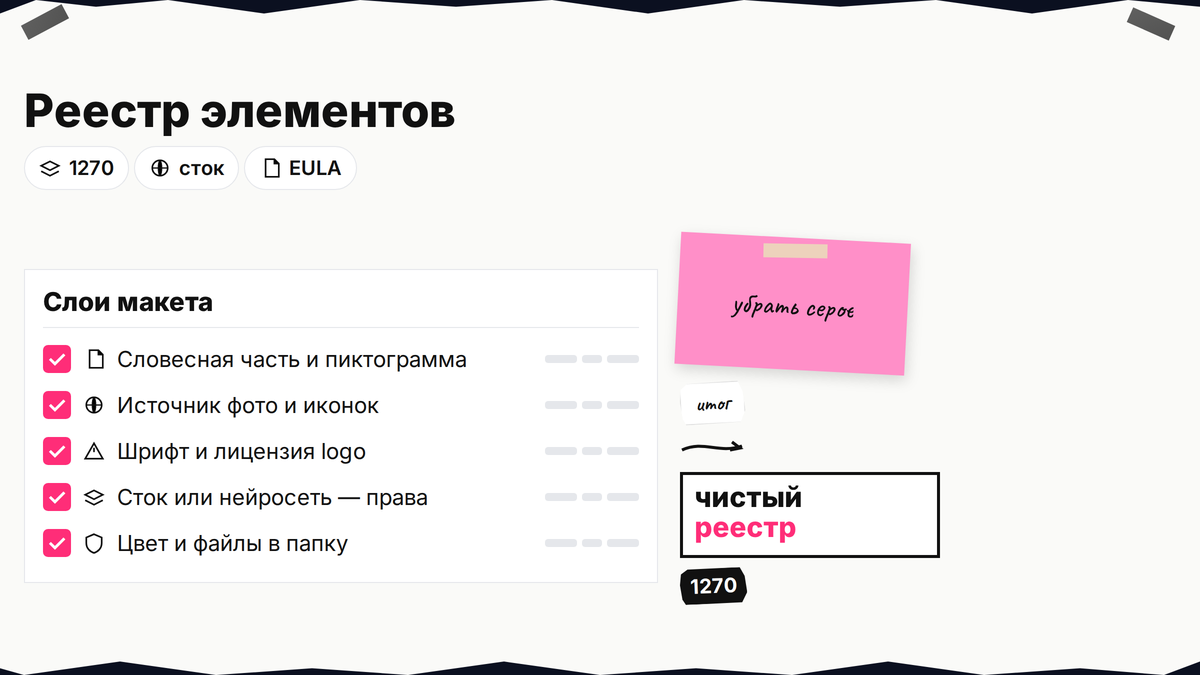 Реестр элементов
1270
сток
EULA
Слои макета
Словесная часть и пиктограмма
Источник фото и иконок
Шрифт и лицензия logo
Сток или нейросеть — права
Цвет и файлы в папку
убрать серое
итог
чистый
реестр
1270